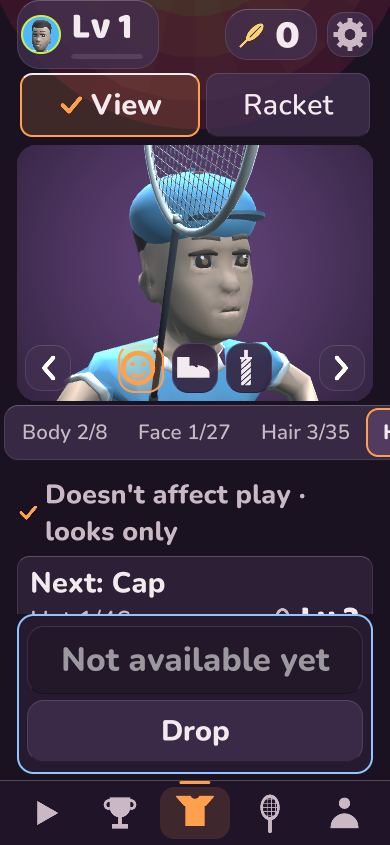 Lv 1
0
View
Racket
Body 2/8
Face 1/27
Hair 3/35
Doesn't affect play ·
looks only
Next: Cap
Not available yet
Drop